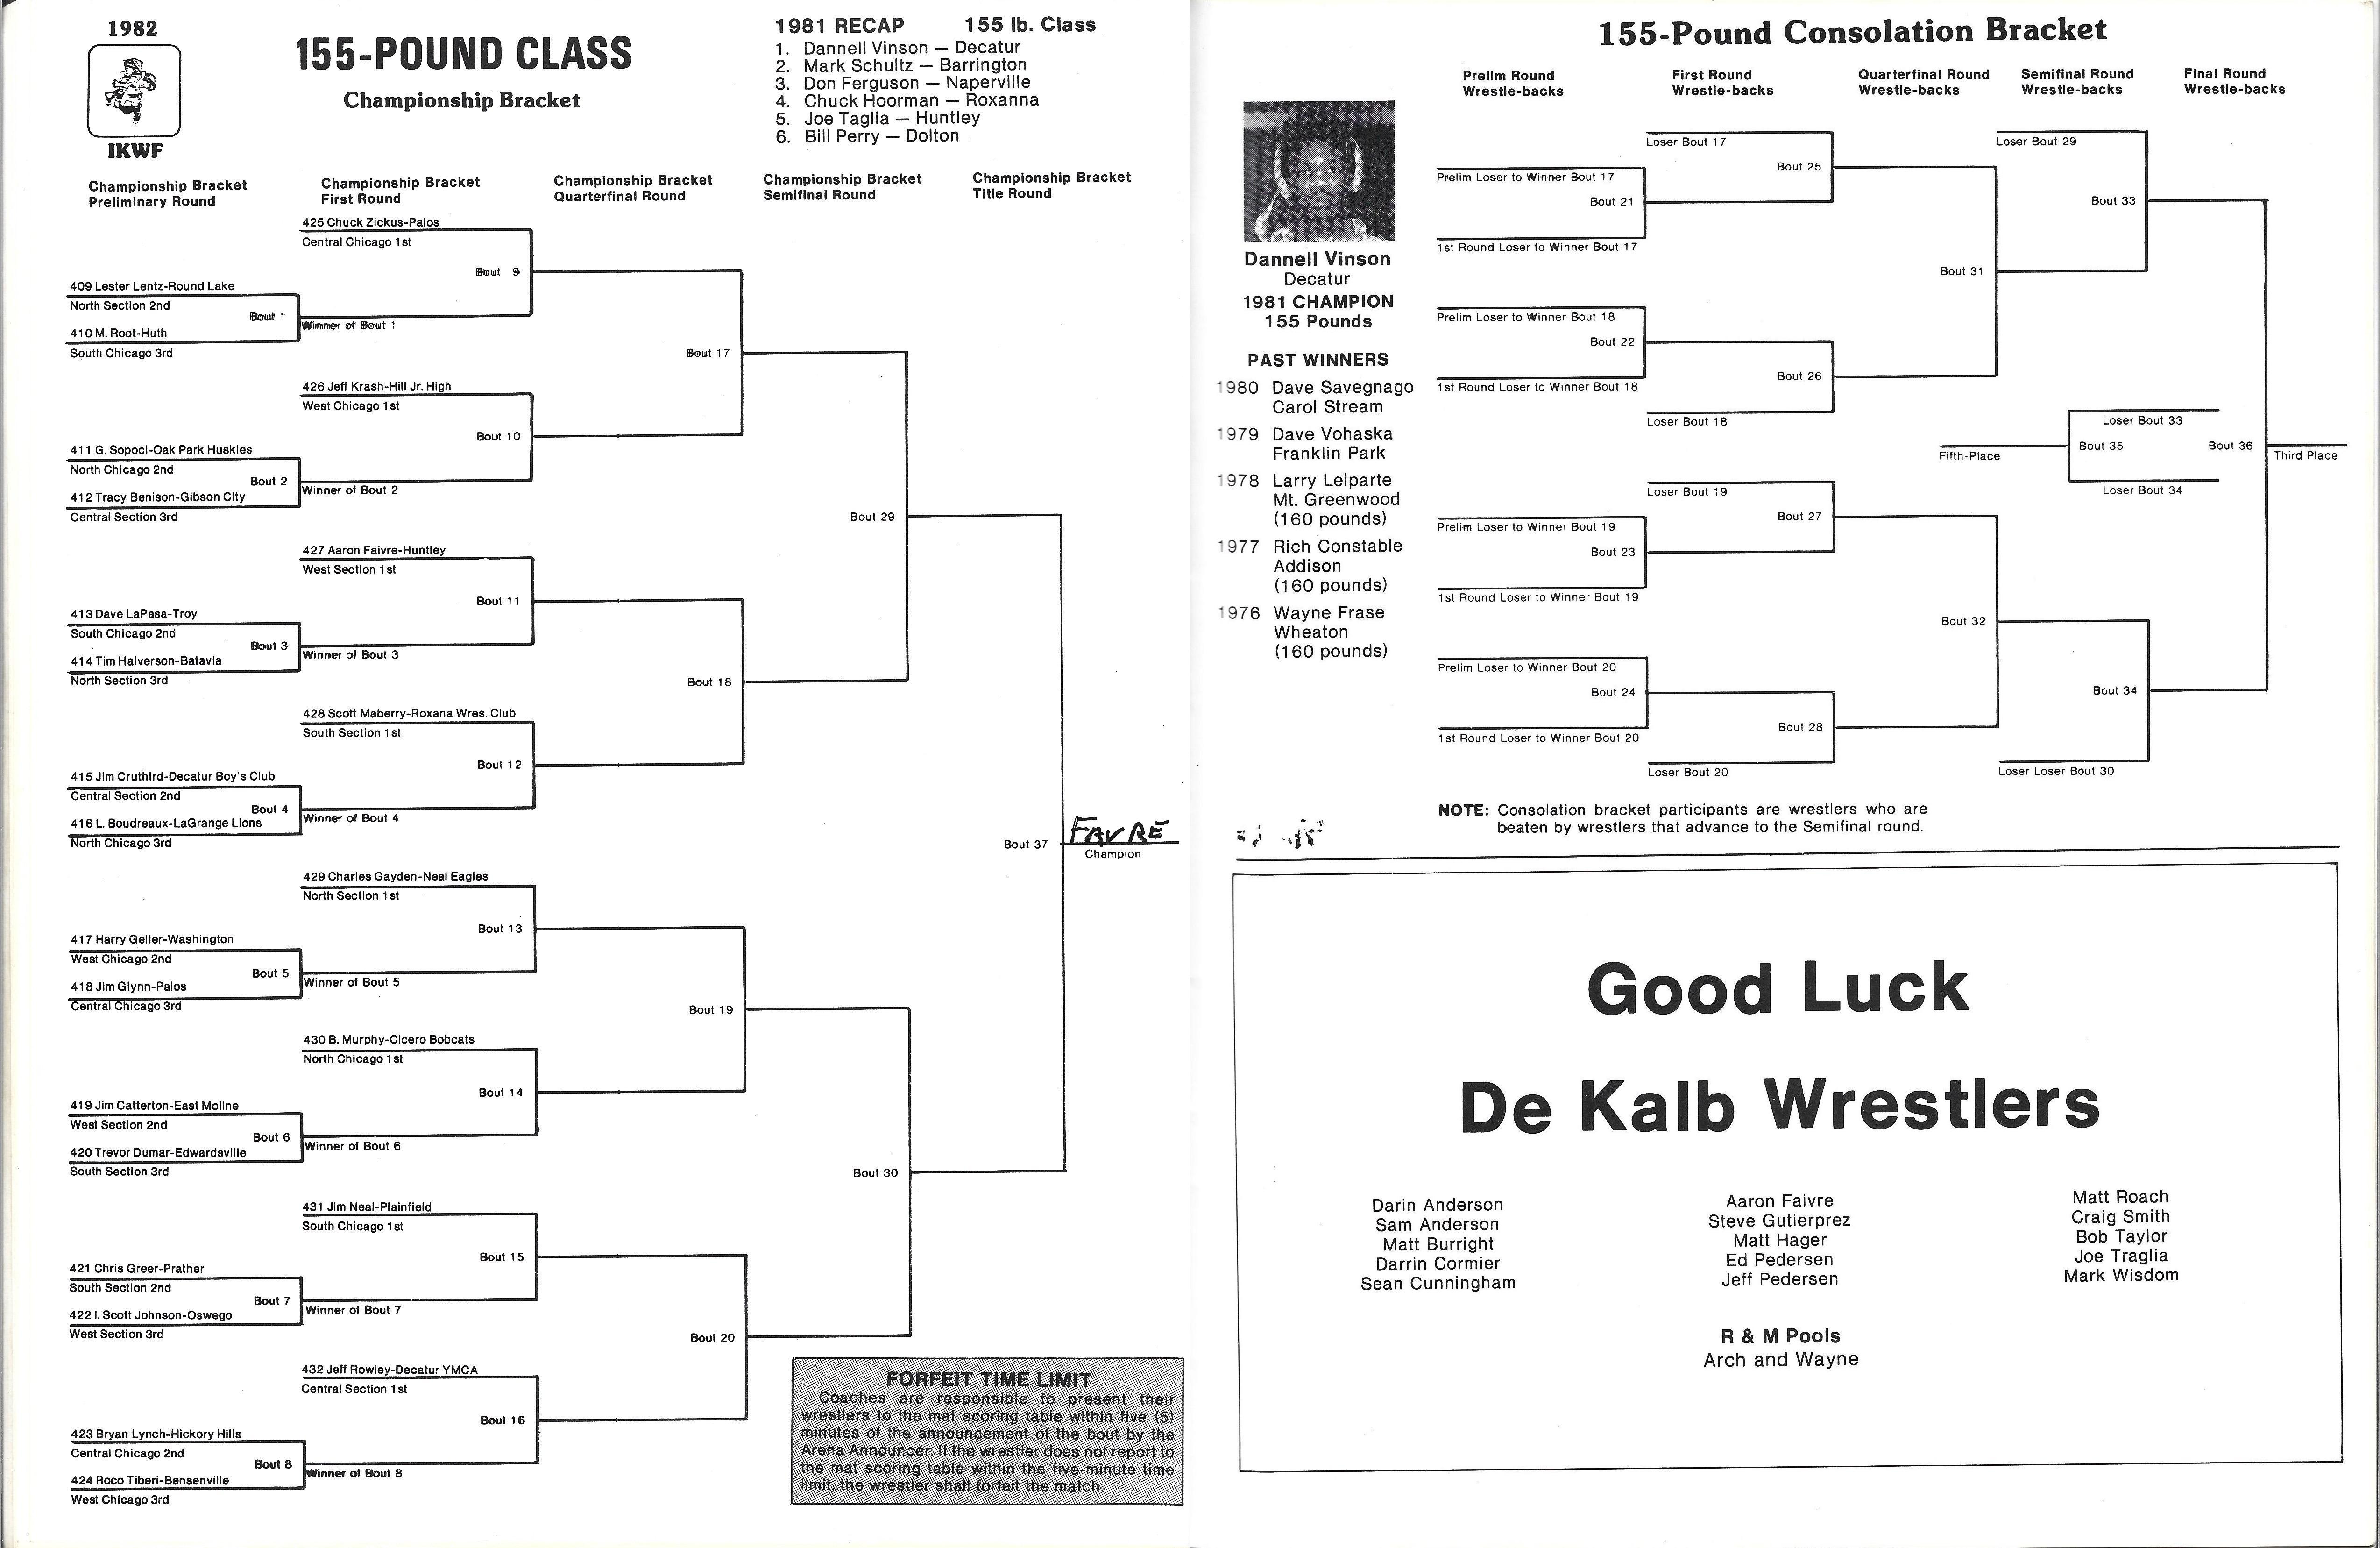 1982
IKWF
155-POUND CLASS
Championship Bracket
1981 RECAP 155 lb. Class
1. Dannell Vinson — Decatur
2. Mark Schultz — Barrington
3. Don Ferguson — Naperville
4. Chuck Hoorman — Roxanna
5. Joe Taglia — Huntley
6. Bill Perry — Dolton
Championship Bracket
Preliminary Round
Championship Bracket
First Round
Championship Bracket
Quarterfinal Round
Championship Bracket
Semifinal Round
Championship Bracket
Title Round
409 Lester Lentz-Round Lake
North Section 2nd
Bout 1
410 M. Root-Huth
South Chicago 3rd
411 G. Sopoci-Oak Park Huskies
North Chicago 2nd
Bout 2
412 Tracy Benison-Gibson City
Central Section 3rd
413 Dave LaPasa-Troy
South Chicago 2nd
Bout 3
414 Tim Halverson-Batavia
North Section 3rd
415 Jim Cruthird-Decatur Boy's Club
Central Section 2nd
Bout 4
416 L. Boudreaux-LaGrange Lions
North Chicago 3rd
417 Harry Geller-Washington
West Chicago 2nd
Bout 5
418 Jim Glynn-Palos
Central Chicago 3rd
419 Jim Catterton-East Moline
West Section 2nd
Bout 6
420 Trevor Dumar-Edwardsville
South Section 3rd
421 Chris Greer-Prather
South Section 2nd
Bout 7
422 I. Scott Johnson-Oswego
West Section 3rd
423 Bryan Lynch-Hickory Hills
Central Chicago 2nd
Bout 8
424 Roco Tiberi-Bensenville
West Chicago 3rd
425 Chuck Zickus-Palos
Central Chicago 1st
Bout 9
Winner of Bout 1
426 Jeff Krash-Hill Jr. High
West Chicago 1st
Bout 10
Winner of Bout 2
427 Aaron Faivre-Huntley
West Section 1st
Bout 11
Winner of Bout 3
428 Scott Maberry-Roxana Wres. Club
South Section 1st
Bout 12
Winner of Bout 4
429 Charles Gayden-Neal Eagles
North Section 1st
Bout 13
Winner of Bout 5
430 B. Murphy-Cicero Bobcats
North Chicago 1st
Bout 14
Winner of Bout 6
431 Jim Neal-Plainfield
South Chicago 1st
Bout 15
Winner of Bout 7
432 Jeff Rowley-Decatur YMCA
Central Section 1st
Bout 16
Winner of Bout 8
Bout 17
Bout 18
Bout 19
Bout 20
Bout 29
Bout 30
Bout 37
FAVRE
Champion
FORFEIT TIME LIMIT
Coaches are responsible to present their
wrestlers to the mat scoring table within five (5)
minutes of the announcement of the bout by the
Arena Announcer. If the wrestler does not report to
the mat scoring table within the five-minute time
limit, the wrestler shall forfeit the match.
155-Pound Consolation Bracket
Prelim Round
Wrestle-backs
First Round
Wrestle-backs
Quarterfinal Round
Wrestle-backs
Semifinal Round
Wrestle-backs
Final Round
Wrestle-backs
Dannell Vinson
Decatur
1981 CHAMPION
155 Pounds
PAST WINNERS
1980 Dave Savegnago
Carol Stream
1979 Dave Vohaska
Franklin Park
1978 Larry Leiparte
Mt. Greenwood
(160 pounds)
1977 Rich Constable
Addison
(160 pounds)
1976 Wayne Frase
Wheaton
(160 pounds)
Prelim Loser to Winner Bout 17
Bout 21
1st Round Loser to Winner Bout 17
Prelim Loser to Winner Bout 18
Bout 22
1st Round Loser to Winner Bout 18
Prelim Loser to Winner Bout 19
Bout 23
1st Round Loser to Winner Bout 19
Prelim Loser to Winner Bout 20
Bout 24
1st Round Loser to Winner Bout 20
Loser Bout 17
Bout 25
Bout 26
Loser Bout 18
Loser Bout 19
Bout 27
Bout 28
Loser Bout 20
Bout 31
Bout 32
Loser Bout 29
Bout 33
Bout 34
Loser Loser Bout 30
Loser Bout 33
Bout 35
Fifth-Place
Loser Bout 34
Bout 36
Third Place
NOTE: Consolation bracket participants are wrestlers who are
beaten by wrestlers that advance to the Semifinal round.
Good Luck
De Kalb Wrestlers
Darin Anderson
Sam Anderson
Matt Burright
Darrin Cormier
Sean Cunningham
Aaron Faivre
Steve Gutierprez
Matt Hager
Ed Pedersen
Jeff Pedersen
Matt Roach
Craig Smith
Bob Taylor
Joe Traglia
Mark Wisdom
R & M Pools
Arch and Wayne